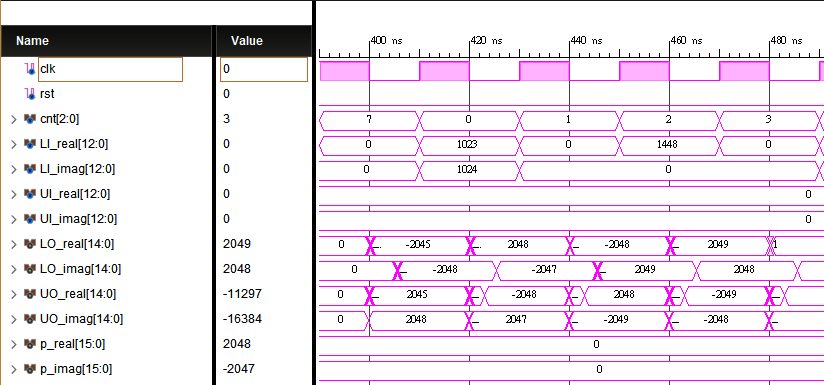 Name Value
400 ns 420 ns 440 ns 460 ns 480 ns
clk 0
rst 0
cnt[2:0] 3 7 0 1 2 3
LI_real[12:0] 0 0 1023 0 1448 0
LI_imag[12:0] 0 0 1024 0
UI_real[12:0] 0 0
UI_imag[12:0] 0 0
LO_real[14:0] 2049 0 .. -2045 .. 2048 .. -2048 .. 2049 1
LO_imag[14:0] 2048 0 .. -2048 -2047 .. 2049 2048
UO_real[14:0] -11297 0 .. 2045 .. -2048 .. 2048 .. -2049 ..
UO_imag[14:0] -16384 0 2048 .. 2047 .. -2049 .. -2048 ..
p_real[15:0] 2048 0
p_imag[15:0] -2047 0